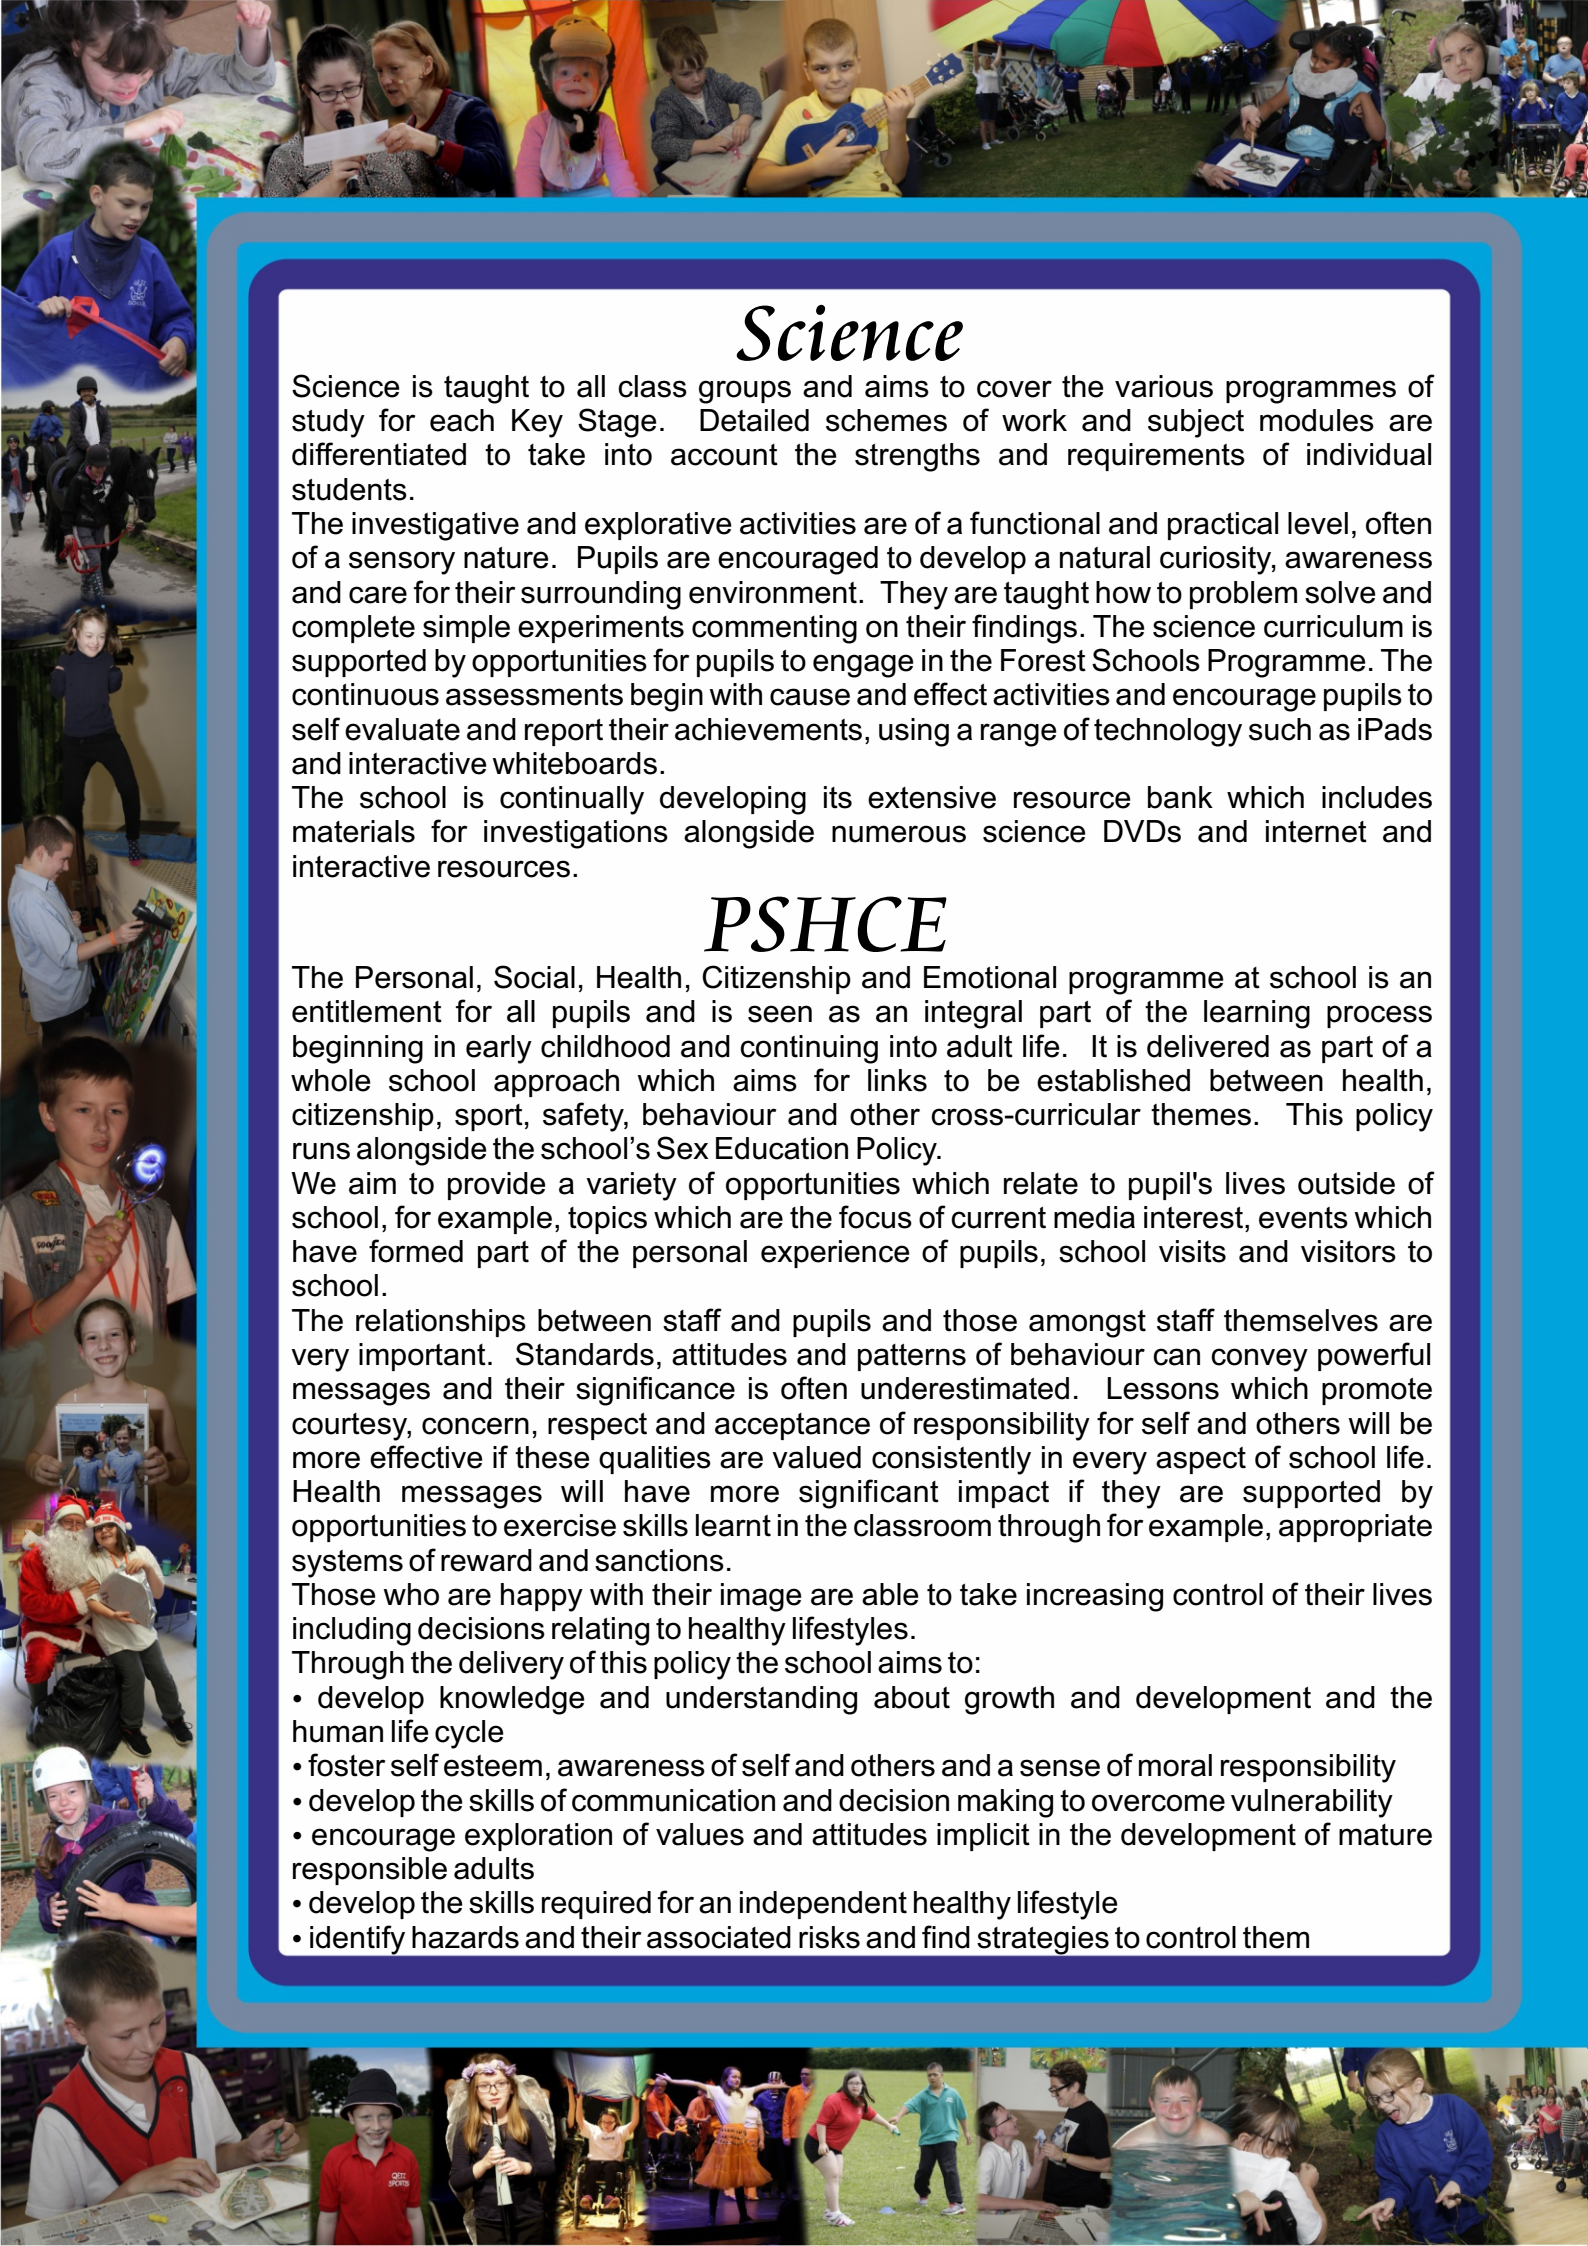 Science
Science is taught to all class groups and aims to cover the various programmes of
study for each Key Stage. Detailed schemes of work and subject modules are
differentiated to take into account the strengths and requirements of individual
students.
The investigative and explorative activities are of a functional and practical level, often
of a sensory nature. Pupils are encouraged to develop a natural curiosity, awareness
and care for their surrounding environment. They are taught how to problem solve and
complete simple experiments commenting on their findings. The science curriculum is
supported by opportunities for pupils to engage in the Forest Schools Programme. The
continuous assessments begin with cause and effect activities and encourage pupils to
self evaluate and report their achievements, using a range of technology such as iPads
and interactive whiteboards.
The school is continually developing its extensive resource bank which includes
materials for investigations alongside numerous science DVDs and internet and
interactive resources.
PSHCE
The Personal, Social, Health, Citizenship and Emotional programme at school is an
entitlement for all pupils and is seen as an integral part of the learning process
beginning in early childhood and continuing into adult life. It is delivered as part of a
whole school approach which aims for links to be established between health,
citizenship, sport, safety, behaviour and other cross-curricular themes. This policy
runs alongside the school’s Sex Education Policy.
We aim to provide a variety of opportunities which relate to pupil's lives outside of
school, for example, topics which are the focus of current media interest, events which
have formed part of the personal experience of pupils, school visits and visitors to
school.
The relationships between staff and pupils and those amongst staff themselves are
very important. Standards, attitudes and patterns of behaviour can convey powerful
messages and their significance is often underestimated. Lessons which promote
courtesy, concern, respect and acceptance of responsibility for self and others will be
more effective if these qualities are valued consistently in every aspect of school life.
Health messages will have more significant impact if they are supported by
opportunities to exercise skills learnt in the classroom through for example, appropriate
systems of reward and sanctions.
Those who are happy with their image are able to take increasing control of their lives
including decisions relating to healthy lifestyles.
Through the delivery of this policy the school aims to:
• develop knowledge and understanding about growth and development and the
human life cycle
• foster self esteem, awareness of self and others and a sense of moral responsibility
• develop the skills of communication and decision making to overcome vulnerability
• encourage exploration of values and attitudes implicit in the development of mature
responsible adults
• develop the skills required for an independent healthy lifestyle
• identify hazards and their associated risks and find strategies to control them